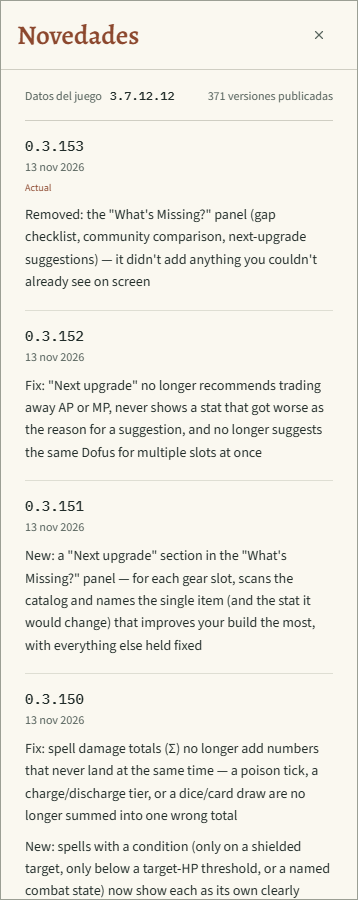 Novedades
×
Datos del juego 3.7.12.12 371 versiones publicadas
0.3.153
13 nov 2026
Actual
Removed: the "What's Missing?" panel (gap
checklist, community comparison, next-upgrade
suggestions) — it didn't add anything you couldn't
already see on screen
0.3.152
13 nov 2026
Fix: "Next upgrade" no longer recommends trading
away AP or MP, never shows a stat that got worse as
the reason for a suggestion, and no longer suggests
the same Dofus for multiple slots at once
0.3.151
13 nov 2026
New: a "Next upgrade" section in the "What's
Missing?" panel — for each gear slot, scans the
catalog and names the single item (and the stat it
would change) that improves your build the most,
with everything else held fixed
0.3.150
13 nov 2026
Fix: spell damage totals (Σ) no longer add numbers
that never land at the same time — a poison tick, a
charge/discharge tier, or a dice/card draw are no
longer summed into one wrong total
New: spells with a condition (only on a shielded
target, only below a target-HP threshold, or a named
combat state) now show each as its own clearly